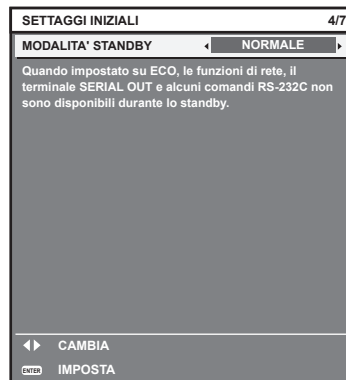 SETTAGGI INIZIALI 4/7
MODALITA' STANDBY NORMALE
Quando impostato su ECO, le funzioni di rete, il
terminale SERIAL OUT e alcuni comandi RS-232C non
sono disponibili durante lo standby.
CAMBIA
ENTER IMPOSTA